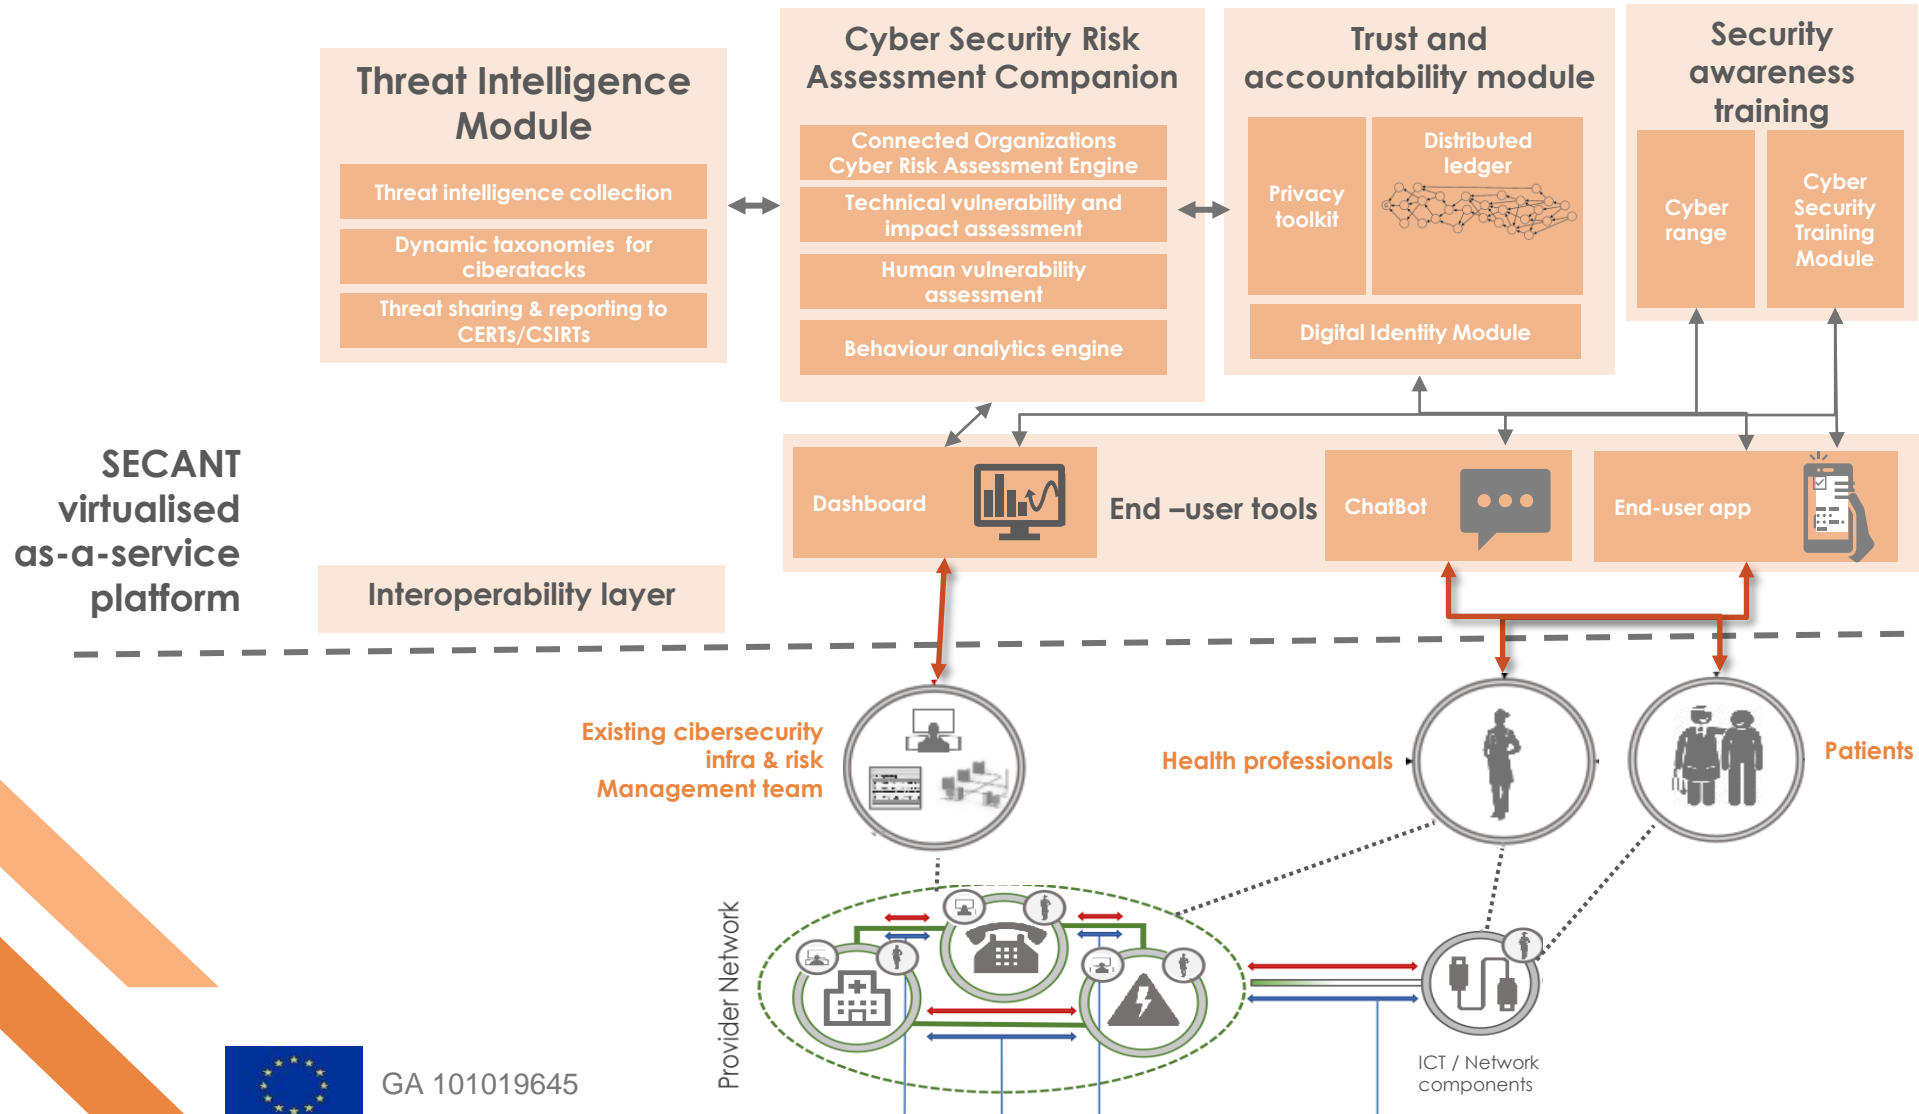 Threat Intelligence
Module
Threat intelligence collection
Dynamic taxonomies for
ciberatacks
Threat sharing & reporting to
CERTs/CSIRTs
Cyber Security Risk
Assessment Companion
Connected Organizations
Cyber Risk Assessment Engine
Technical vulnerability and
impact assessment
Human vulnerability
assessment
Behaviour analytics engine
Trust and
accountability module
Privacy
toolkit
Distributed
ledger
Digital Identity Module
Security
awareness
training
Cyber
range
Cyber
Security
Training
Module
SECANT
virtualised
as-a-service
platform
Dashboard
End –user tools
ChatBot
End-user app
Interoperability layer
Existing cibersecurity
infra & risk
Management team
Health professionals
Patients
Provider Network
ICT / Network
components
GA 101019645